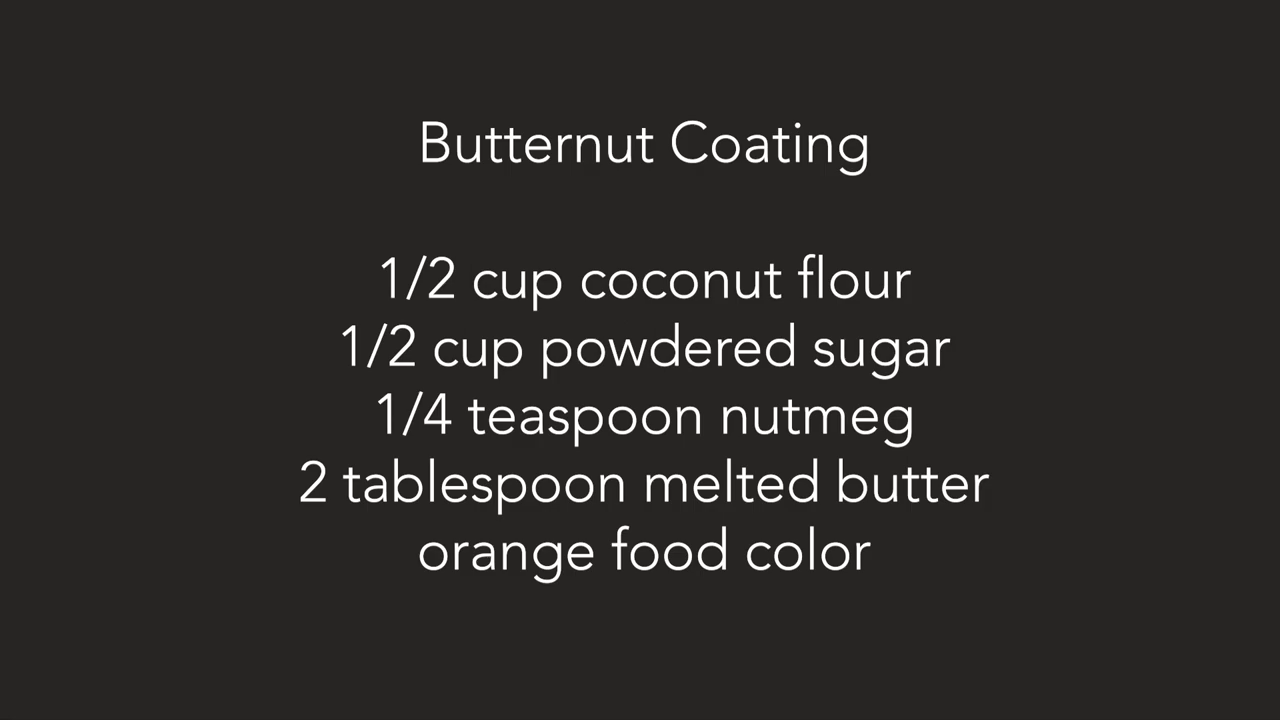 Butternut Coating
1/2 cup coconut flour
1/2 cup powdered sugar
1/4 teaspoon nutmeg
2 tablespoon melted butter
orange food color